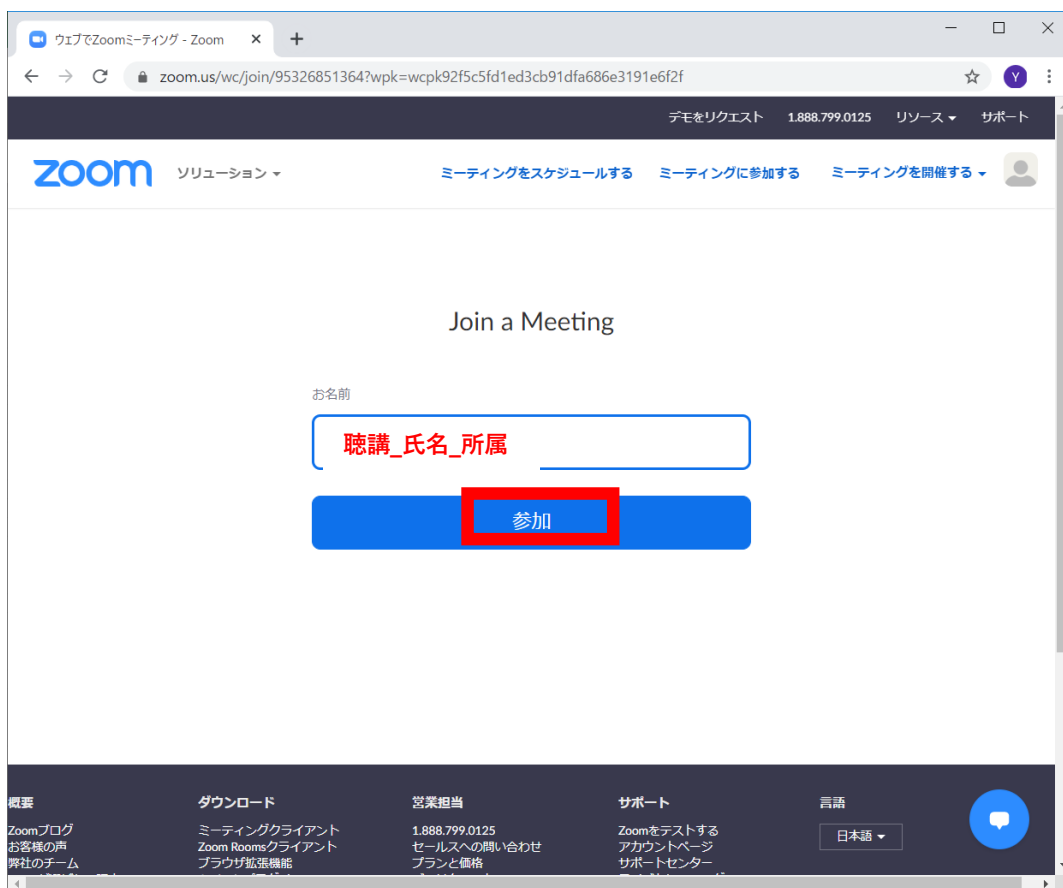 ウェブでZoomミーティング - Zoom
zoom.us/wc/join/95326851364?wpk=wcpk92f5c5fd1ed3cb91dfa686e3191e6f2f
Y
デモをリクエスト 1.888.799.0125 リソース サポート
zoom ソリューション ミーティングをスケジュールする ミーティングに参加する ミーティングを開催する
Join a Meeting
お名前
聴講_氏名_所属
参加
概要
Zoomブログ
お客様の声
弊社のチーム
ダウンロード
ミーティングクライアント
Zoom Roomsクライアント
ブラウザ拡張機能
営業担当
1.888.799.0125
セールスへの問い合わせ
プランと価格
サポート
Zoomをテストする
アカウントページ
サポートセンター
言語
日本語